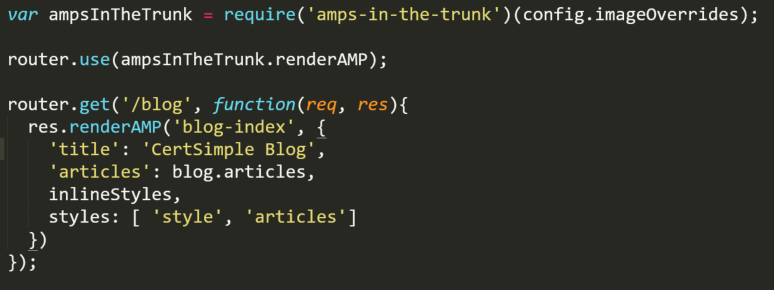 var ampsInTheTrunk = require('amps-in-the-trunk')(config.imageOverrides);
router.use(ampsInTheTrunk.renderAMP);
router.get('/blog', function(req, res){
  res.renderAMP('blog-index', {
    'title': 'CertSimple Blog',
    'articles': blog.articles,
    inlineStyles,
    styles: [ 'style', 'articles']
  })
});